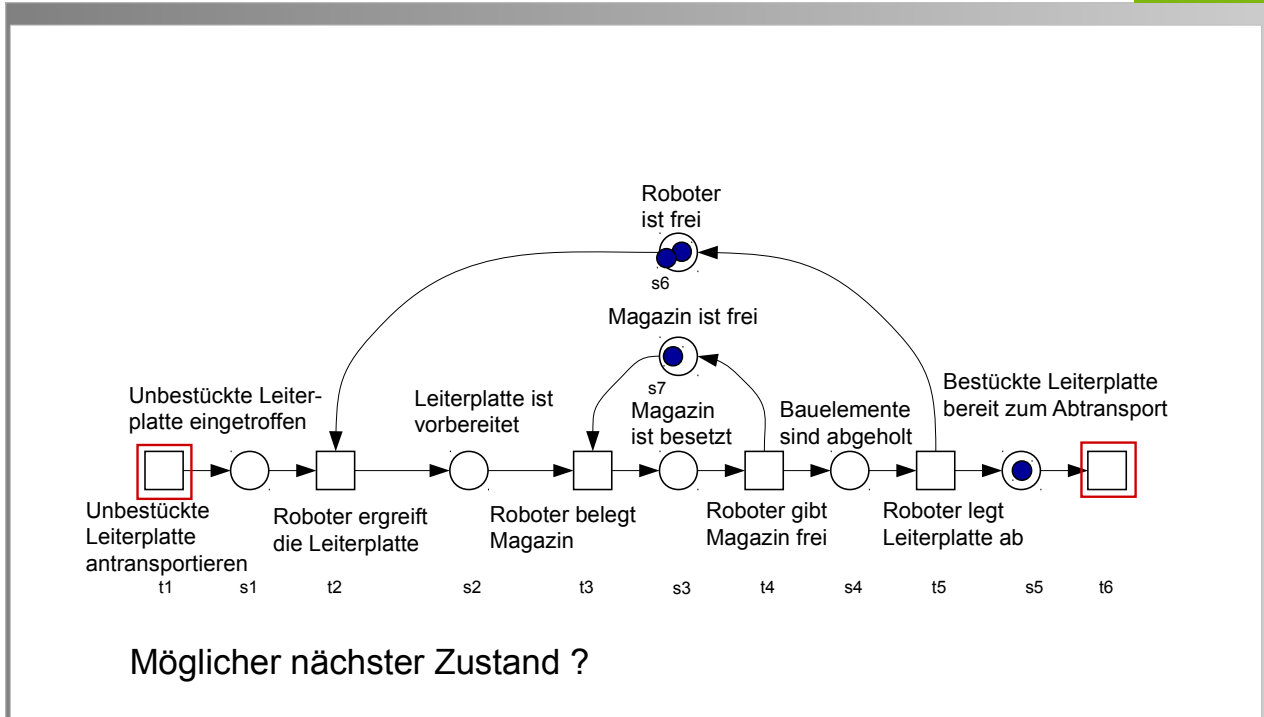 Roboter
ist frei
s6
Magazin ist frei
s7
Unbestückte Leiter-
platte eingetroffen
Leiterplatte ist
vorbereitet
Magazin
ist besetzt
Bauelemente
sind abgeholt
Bestückte Leiterplatte
bereit zum Abtransport
Unbestückte
Leiterplatte
antransportieren
Roboter ergreift
die Leiterplatte
Roboter belegt
Magazin
Roboter gibt
Magazin frei
Roboter legt
Leiterplatte ab
t1 s1 t2 s2 t3 s3 t4 s4 t5 s5 t6
Möglicher nächster Zustand ?